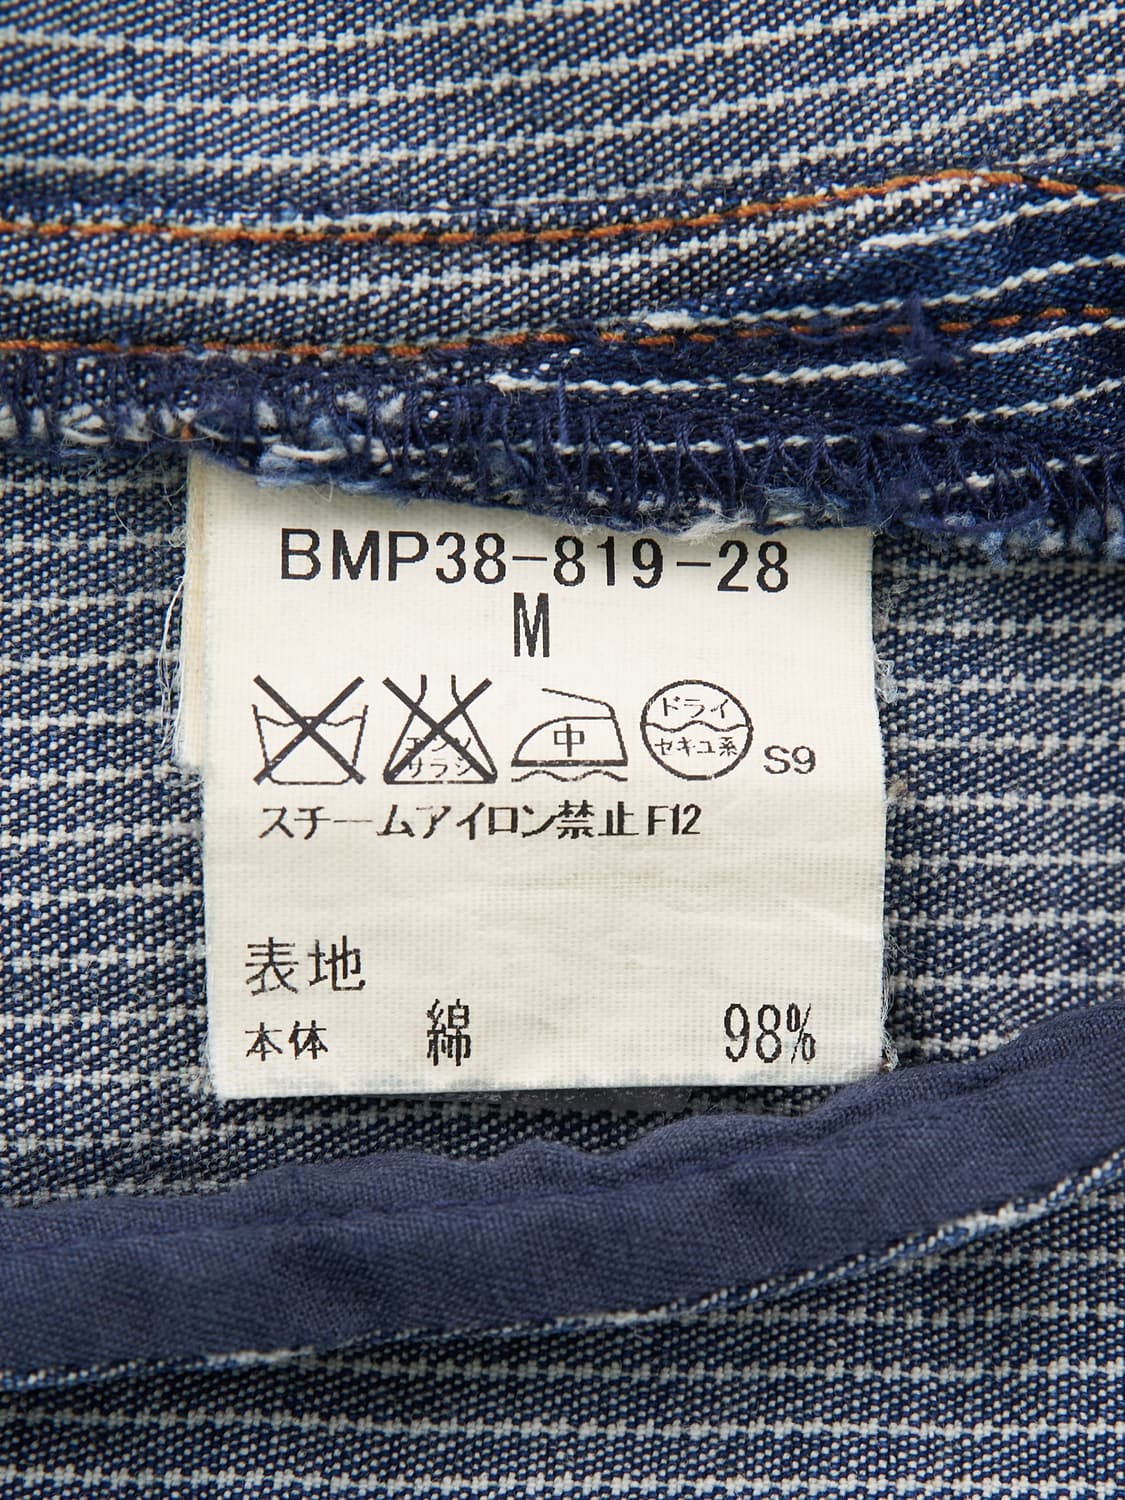 BMP38-819-28
M
エンソ
サラシ
中
ドライ
セキユ系
S9
スチームアイロン禁止F12
表地
本体 綿 98%